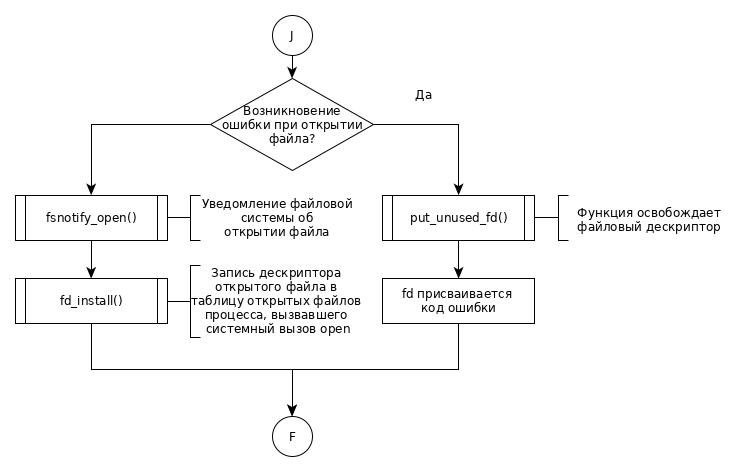 J
Да
Возникновение
ошибки при открытии
файла?
fsnotify_open()
Уведомление файловой
системы об
открытии файла
put_unused_fd()
Функция освобождает
файловый дескриптор
fd_install()
Запись дескриптора
открытого файла в
таблицу открытых файлов
процесса, вызвавшего
системный вызов open
fd присваивается
код ошибки
F